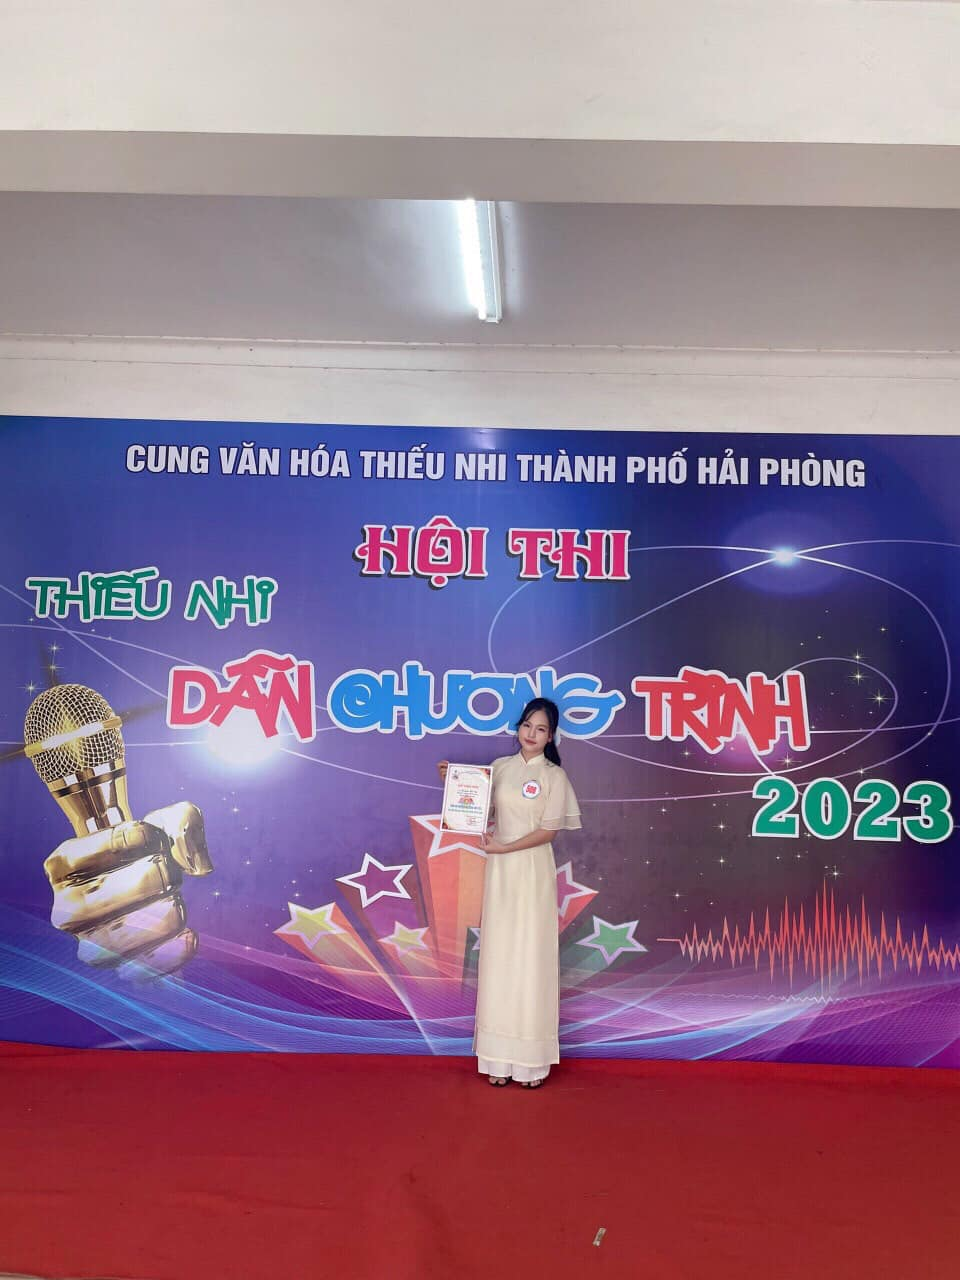 CUNG VĂN HÓA THIẾU NHI THÀNH PHỐ HẢI PHÒNG
HỘI THI
THIẾU NHI
DẪN CHƯƠNG TRÌNH
2023